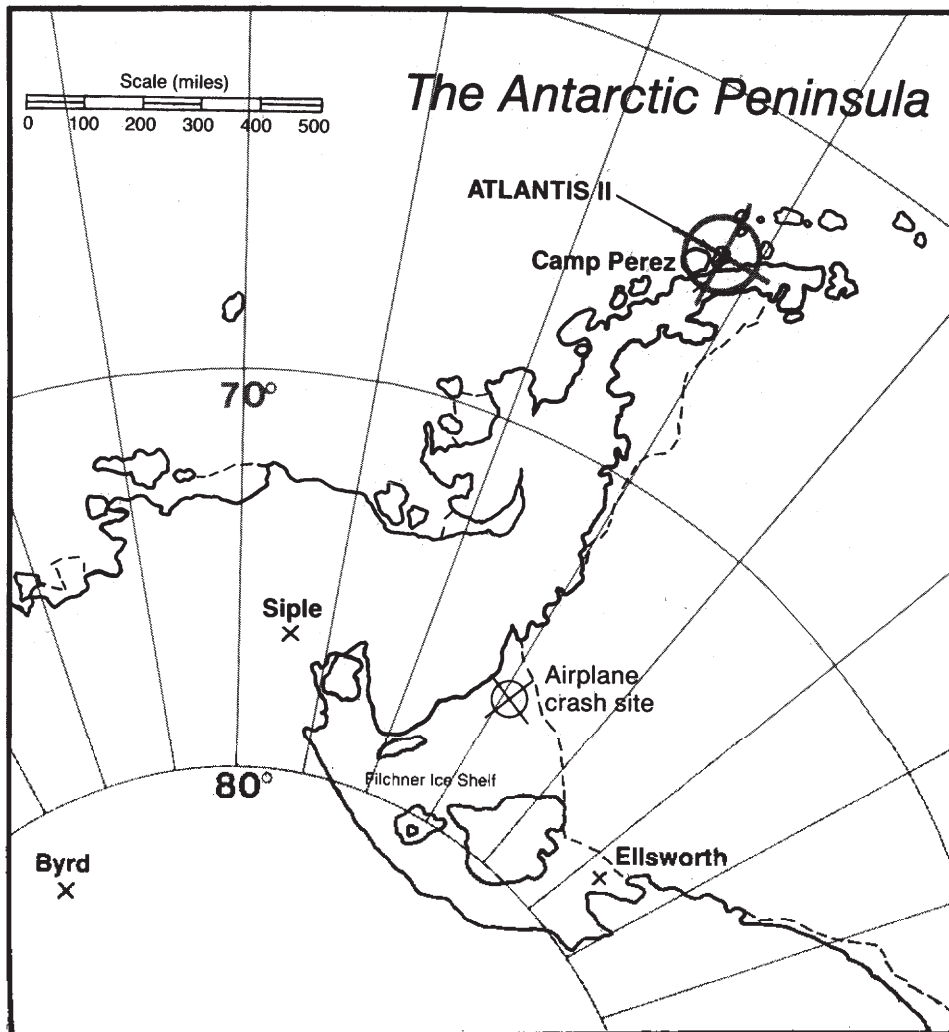 Scale (miles)
0 100 200 300 400 500
The Antarctic Peninsula
ATLANTIS II
Camp Perez
70°
Siple
Airplane
crash site
80°
Filchner Ice Shelf
Byrd
Ellsworth